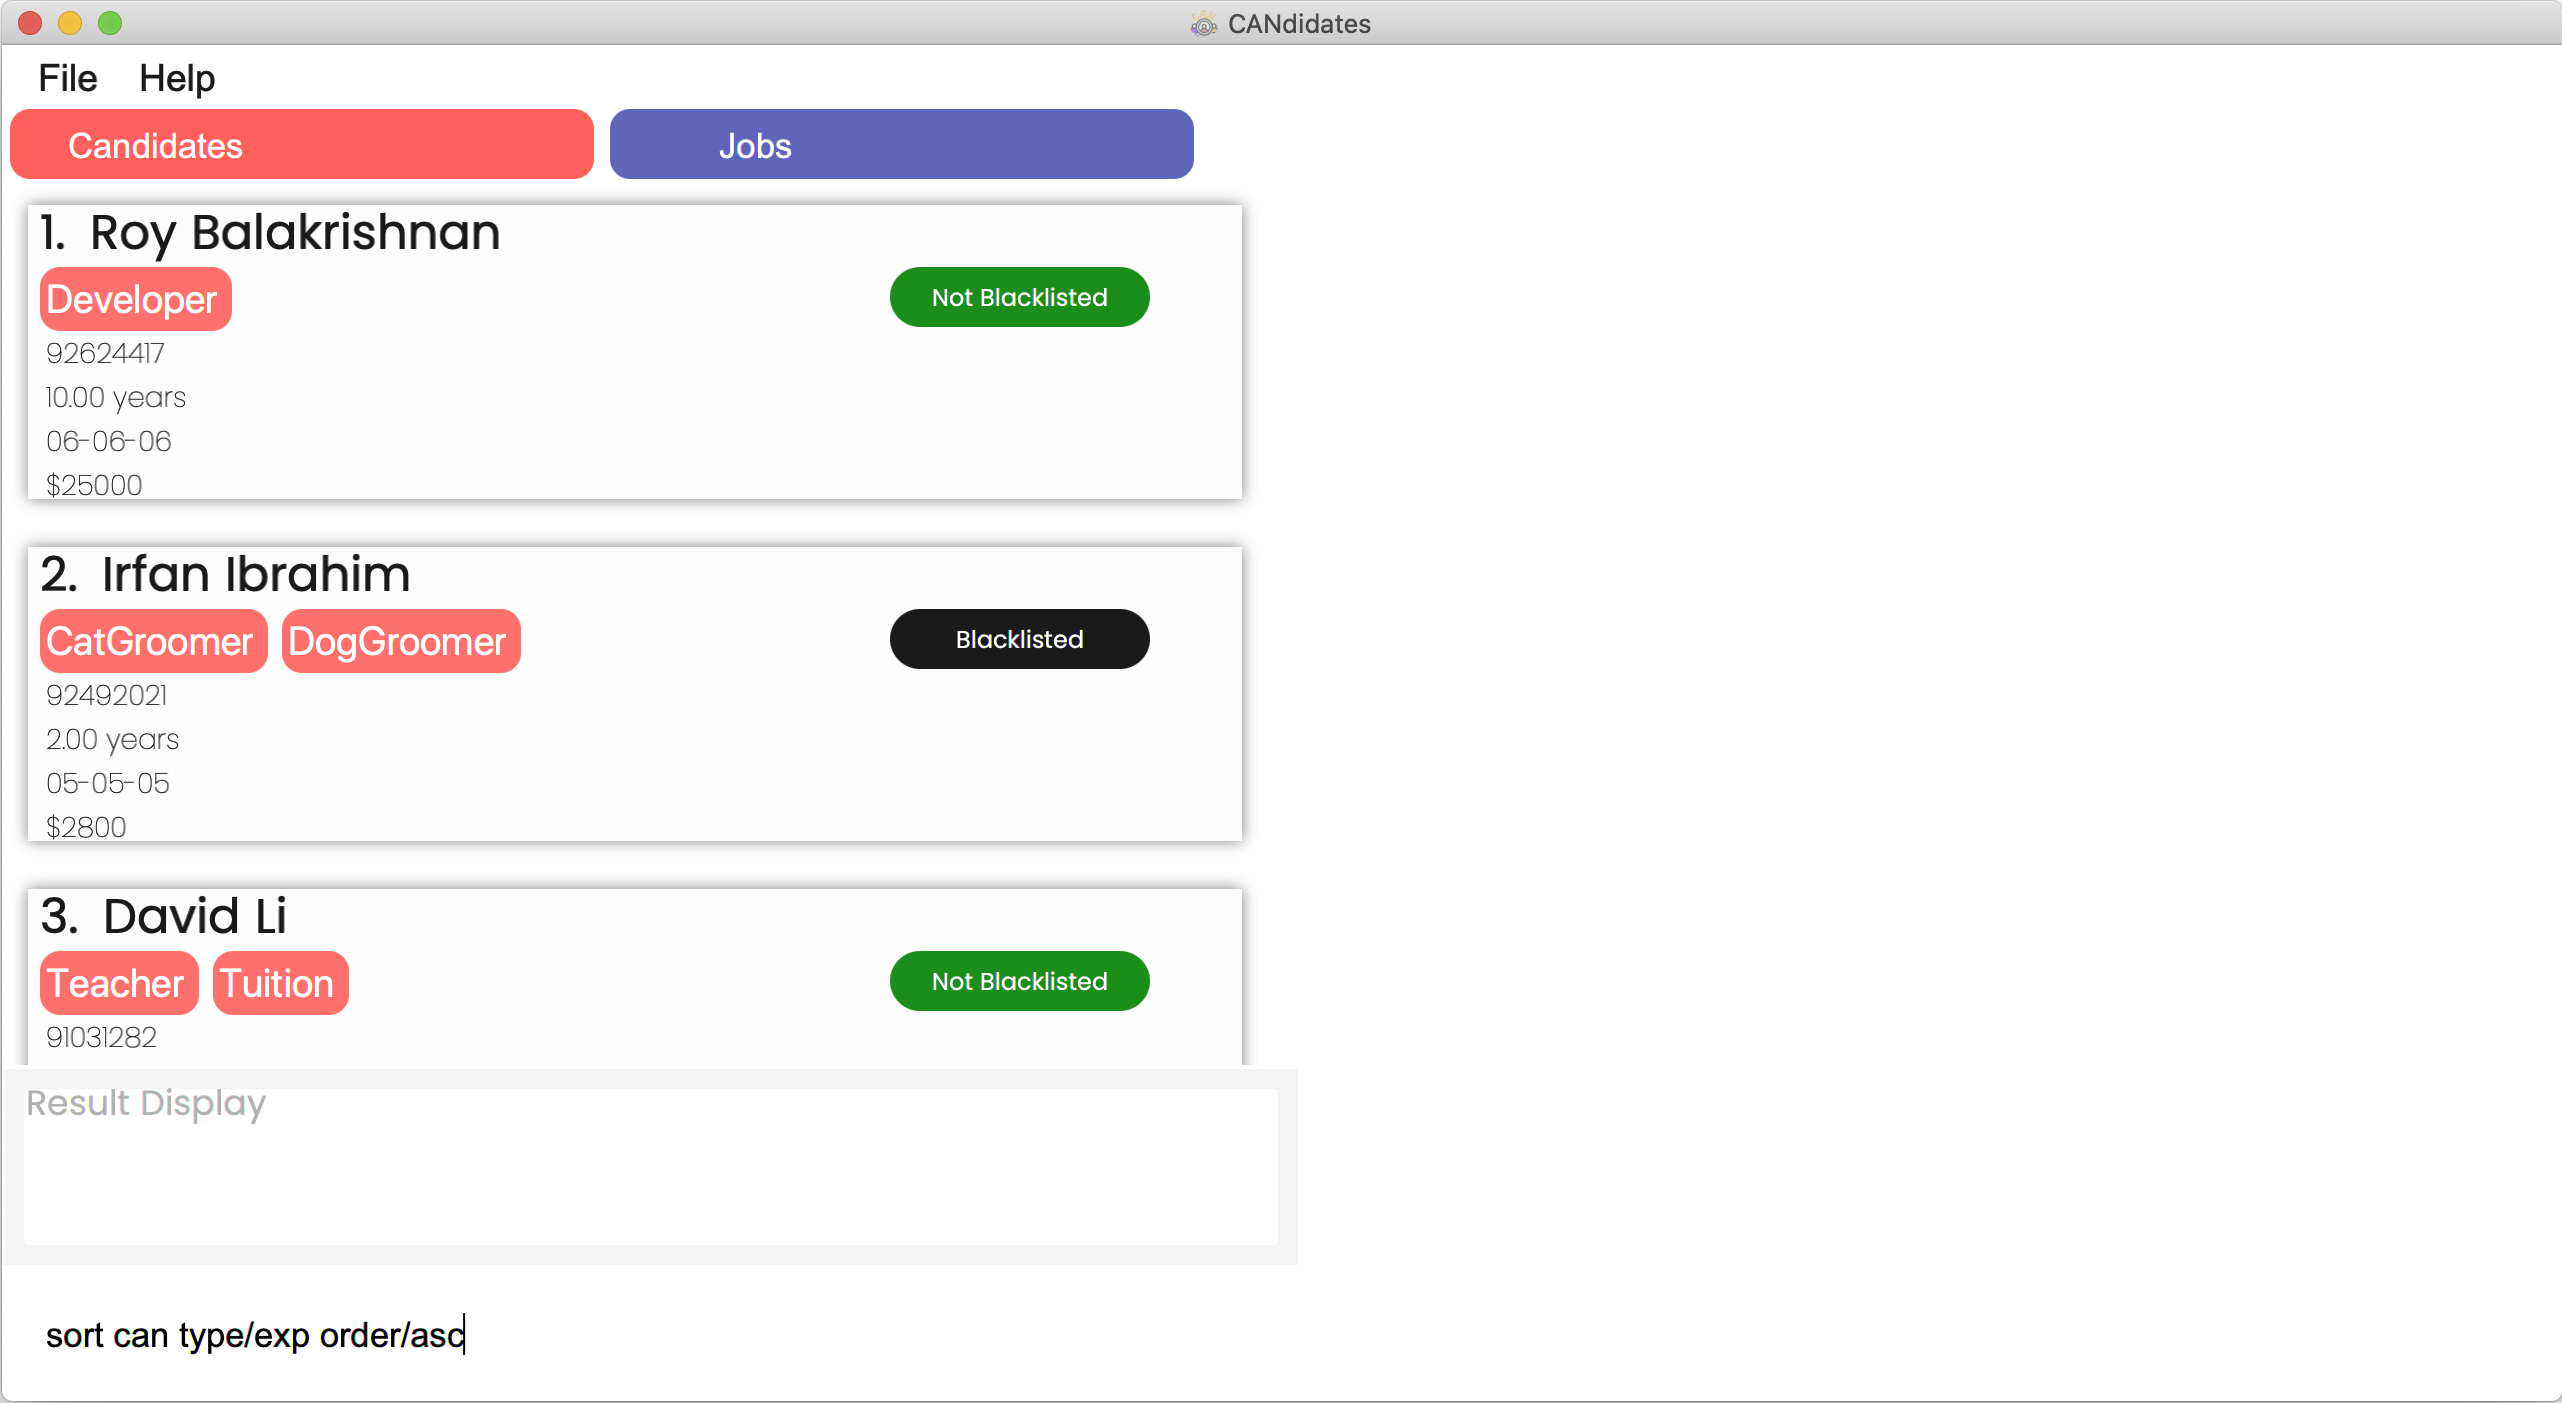 CANdidates
File Help
Candidates Jobs
1. Roy Balakrishnan
Developer Not Blacklisted
92624417
10.00 years
06-06-06
$25000
2. Irfan Ibrahim
CatGroomer DogGroomer Blacklisted
92492021
2.00 years
05-05-05
$2800
3. David Li
Teacher Tuition Not Blacklisted
91031282
Result Display
sort can type/exp order/asc